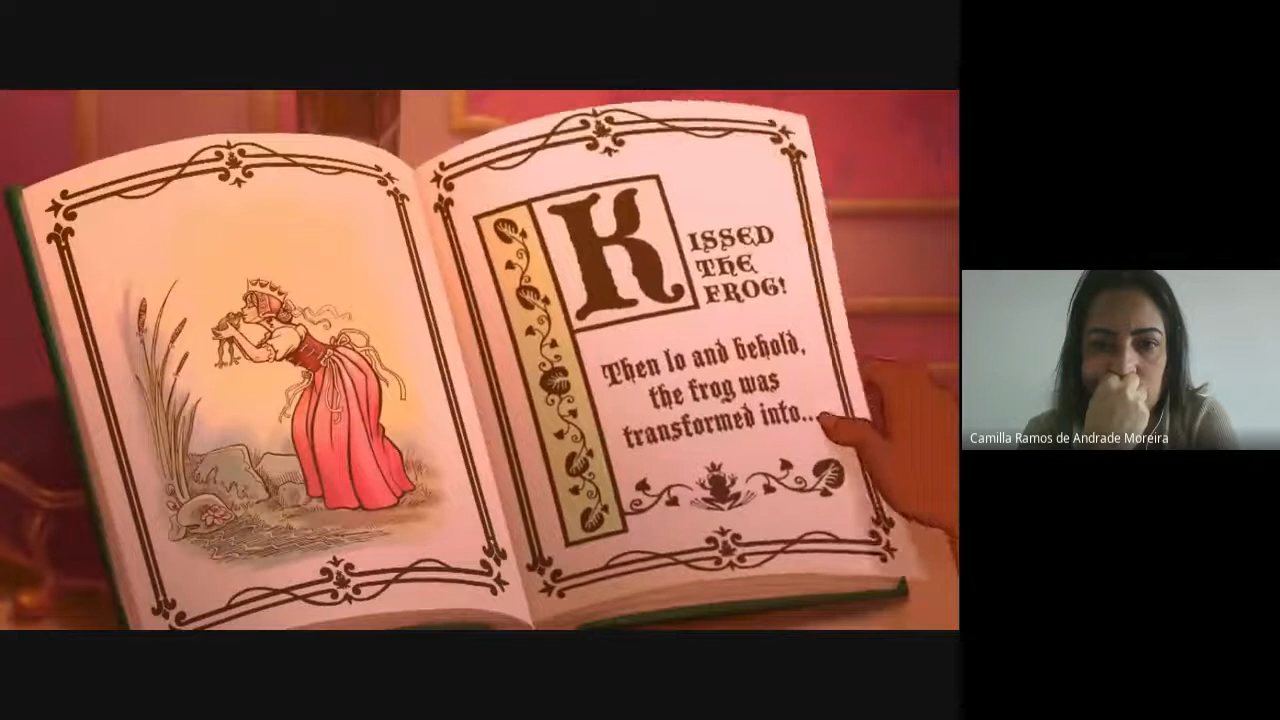 KISSED
THE
FROG!
Then lo and behold,
the frog was
transformed into...
Camilla Ramos de Andrade Moreira